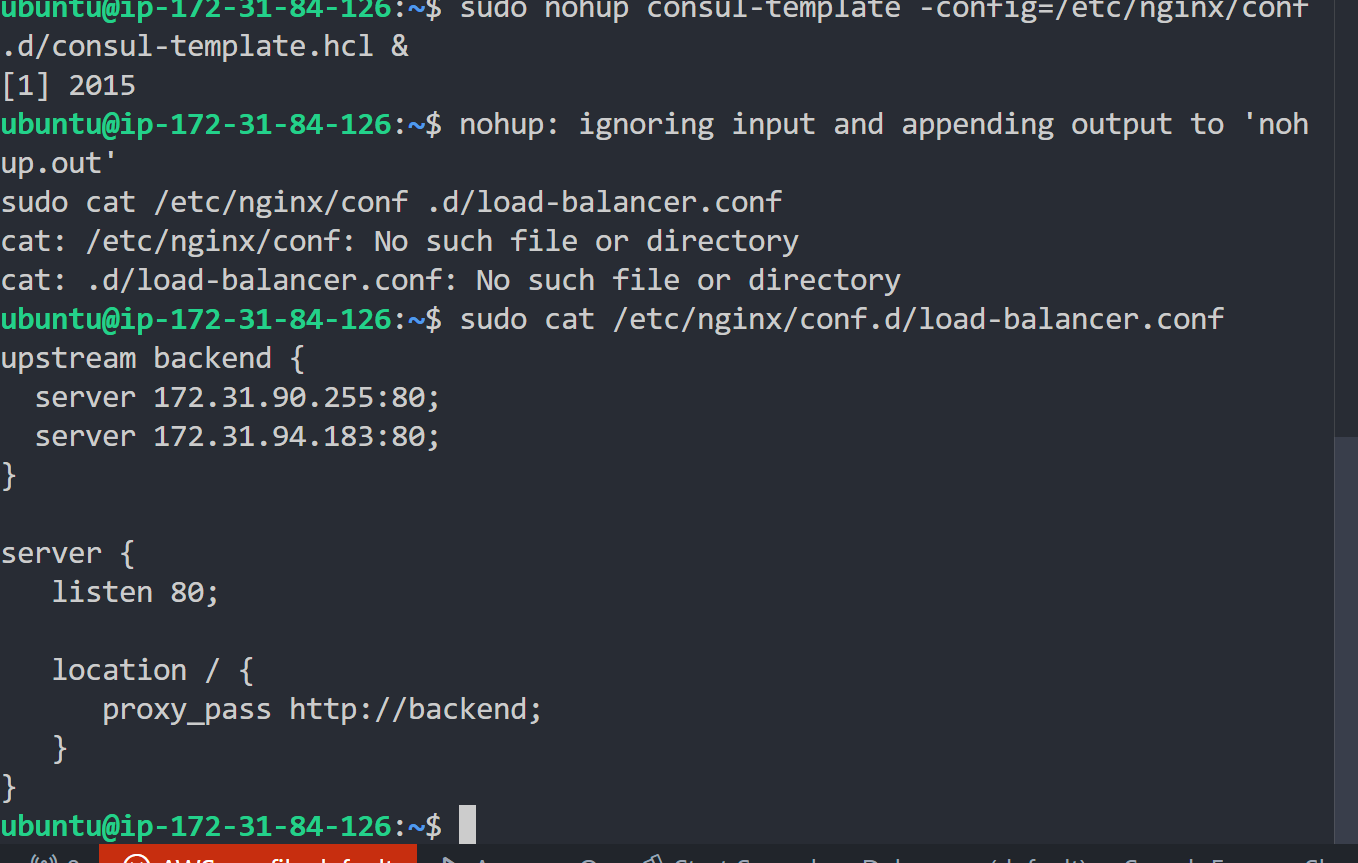 ubuntu@ip-172-31-84-126:~$ sudo nohup consul-template -config=/etc/nginx/conf
.d/consul-template.hcl &
[1] 2015
ubuntu@ip-172-31-84-126:~$ nohup: ignoring input and appending output to 'noh
up.out'
sudo cat /etc/nginx/conf .d/load-balancer.conf
cat: /etc/nginx/conf: No such file or directory
cat: .d/load-balancer.conf: No such file or directory
ubuntu@ip-172-31-84-126:~$ sudo cat /etc/nginx/conf.d/load-balancer.conf
upstream backend {
  server 172.31.90.255:80;
  server 172.31.94.183:80;
}

server {
   listen 80;

   location / {
      proxy_pass http://backend;
   }
}
ubuntu@ip-172-31-84-126:~$